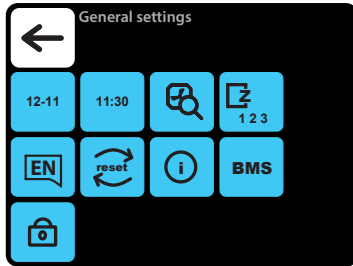 General settings
12-11
11:30
Z
1 2 3
EN
reset
i
BMS